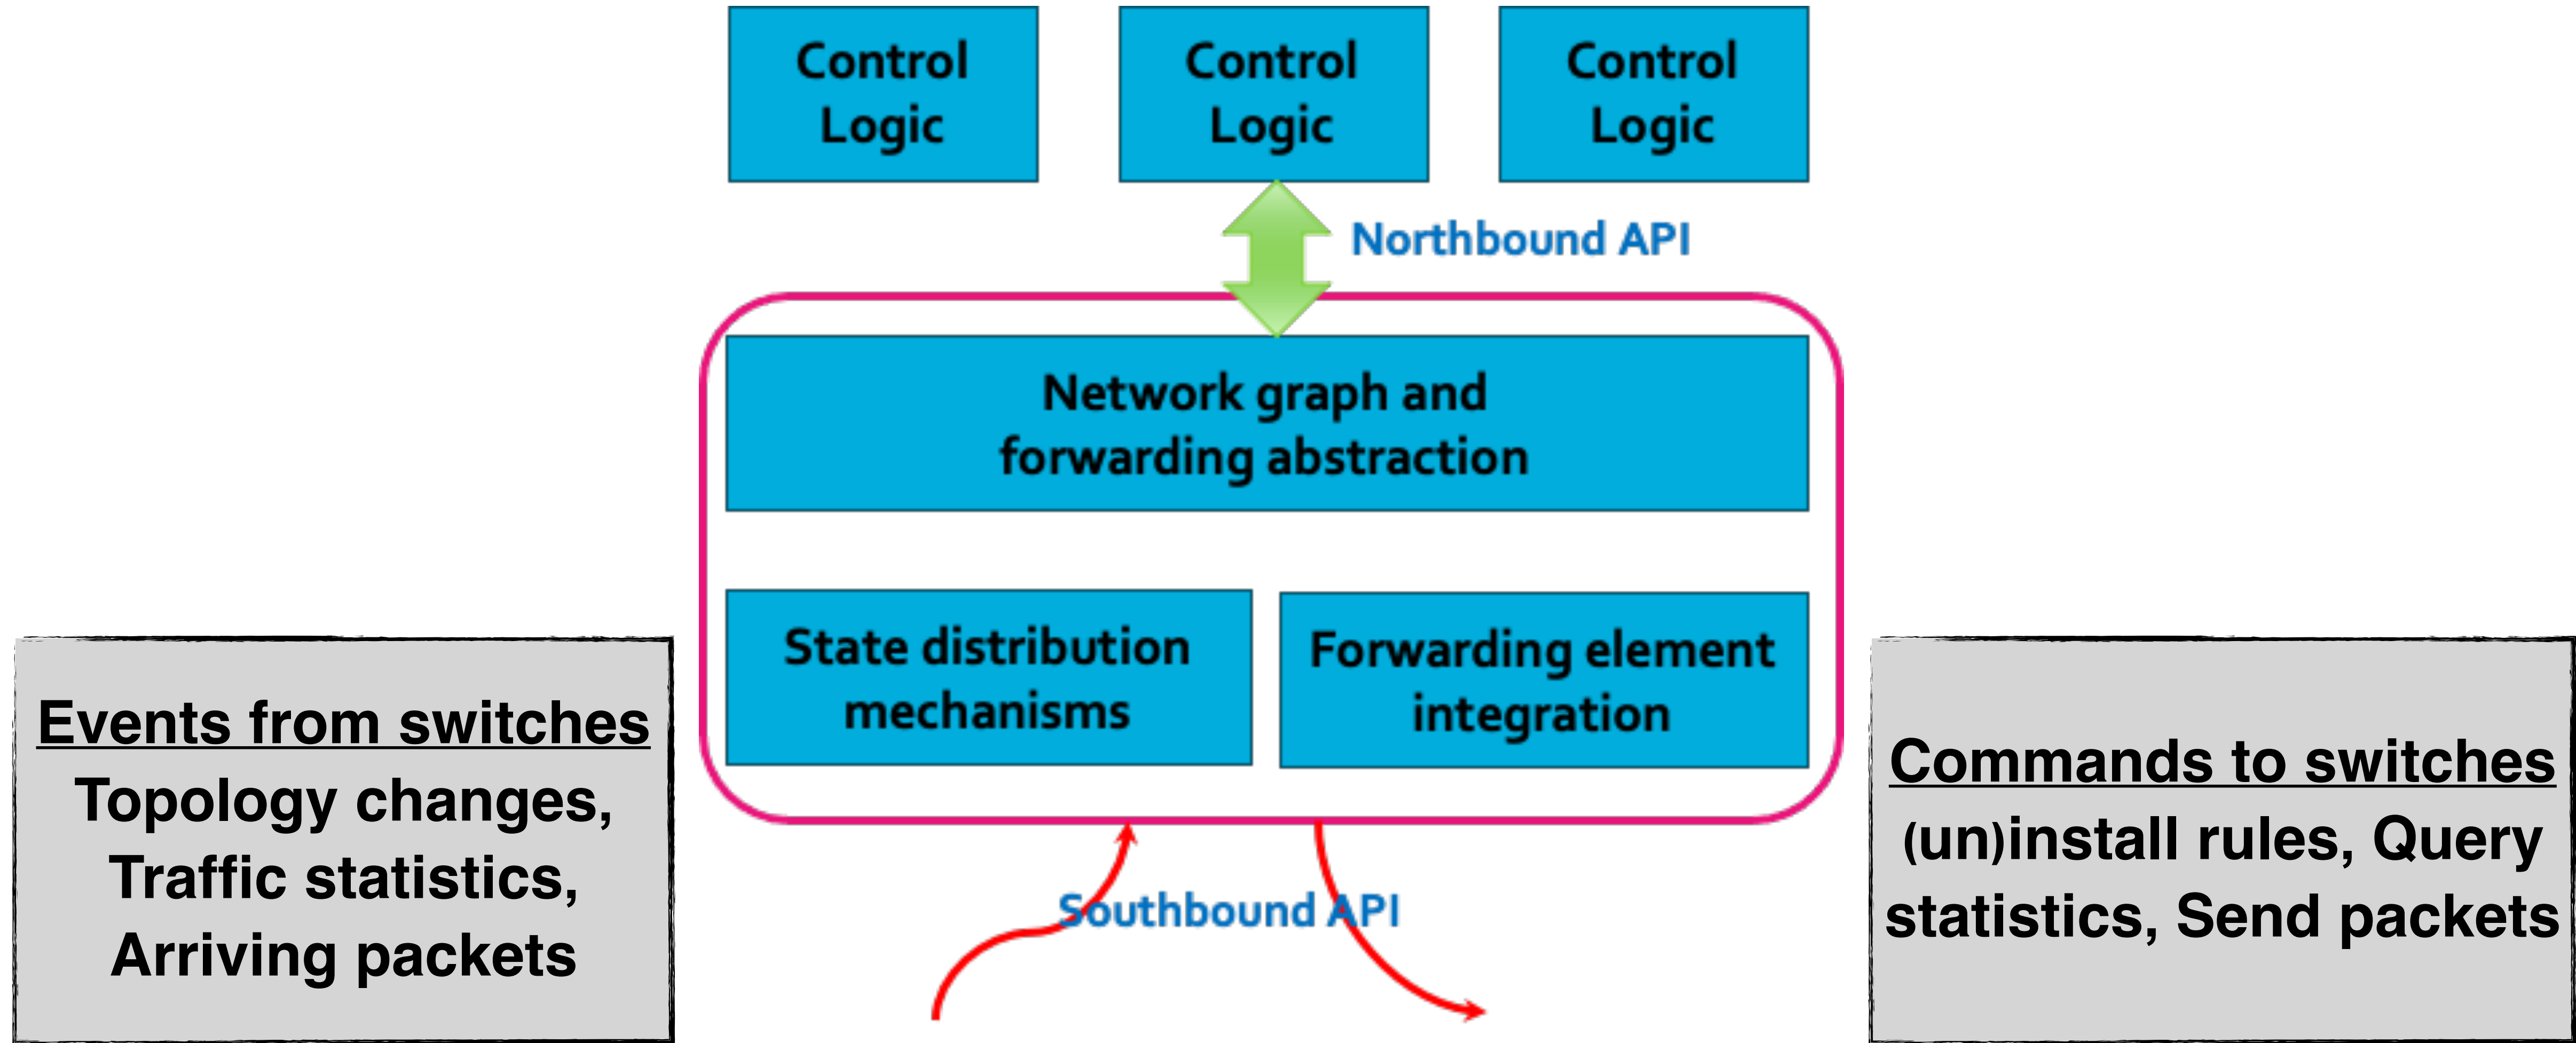 Control
Logic
Control
Logic
Control
Logic
Northbound API
Network graph and
forwarding abstraction
State distribution
mechanisms
Forwarding element
integration
Events from switches
Topology changes,
Traffic statistics,
Arriving packets
Commands to switches
(un)install rules, Query
statistics, Send packets
Southbound API